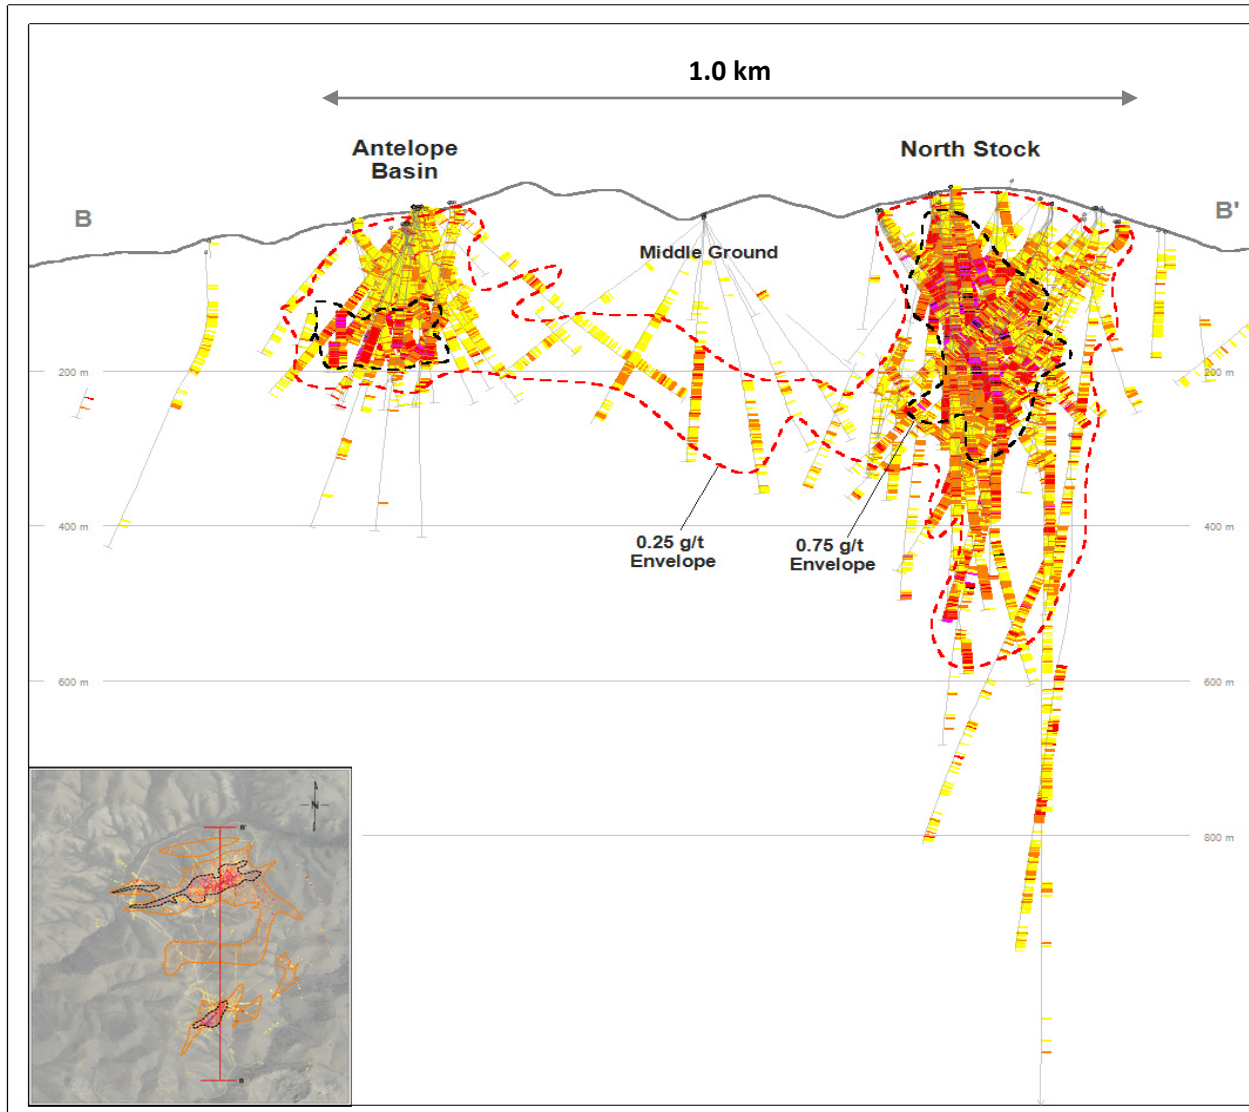 1.0 km
Antelope
Basin
North Stock
B
B'
Middle Ground
200 m
200 m
0.25 g/t
Envelope
0.75 g/t
Envelope
400 m
400 m
600 m
600 m
800 m
N
B'
B